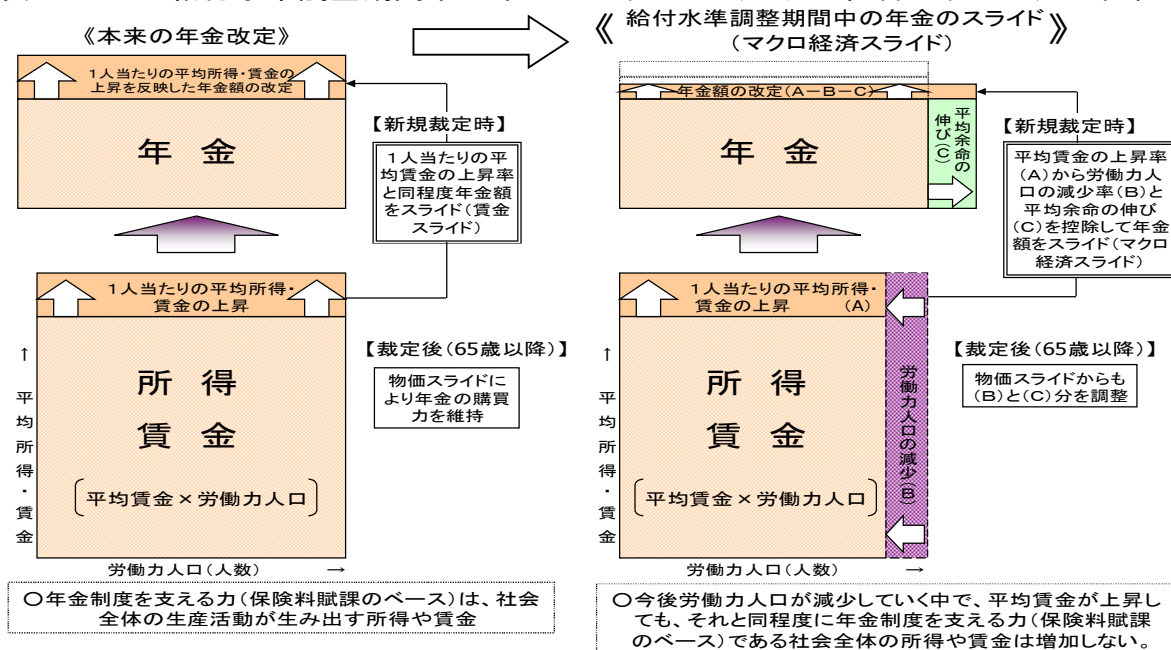 《本来の年金改定》
1人当たりの平均所得・賃金の
上昇を反映した年金額の改定
年 金
【新規裁定時】
1人当たりの平
均賃金の上昇率
と同程度年金額
をスライド(賃金
スライド)
1人当たりの平均所得・
賃金の上昇
所 得
賃 金
平均賃金×労働力人口
↑
平均所得・賃金
【裁定後(65歳以降)】
物価スライドに
より年金の購買
力を維持
労働力人口(人数) →
○年金制度を支える力(保険料賦課のベース)は、社会
全体の生産活動が生み出す所得や賃金
《給付水準調整期間中の年金のスライド
(マクロ経済スライド)》
年金額の改定(A-B-C)
年 金
平均余命の
伸び(C)
【新規裁定時】
平均賃金の上昇率
(A)から労働力人
口の減少率(B)と
平均余命の伸び
(C)を控除して年金
額をスライド(マクロ
経済スライド)
1人当たりの平均所得・
賃金の上昇 (A)
所 得
賃 金
平均賃金×労働力人口
労働力人口の減少(B)
↑
平均所得・賃金
【裁定後(65歳以降)】
物価スライドからも
(B)と(C)分を調整
労働力人口(人数) →
○今後労働力人口が減少していく中で、平均賃金が上昇し
ても、それと同程度に年金制度を支える力(保険料賦課
のベース)である社会全体の所得や賃金は増加しない。